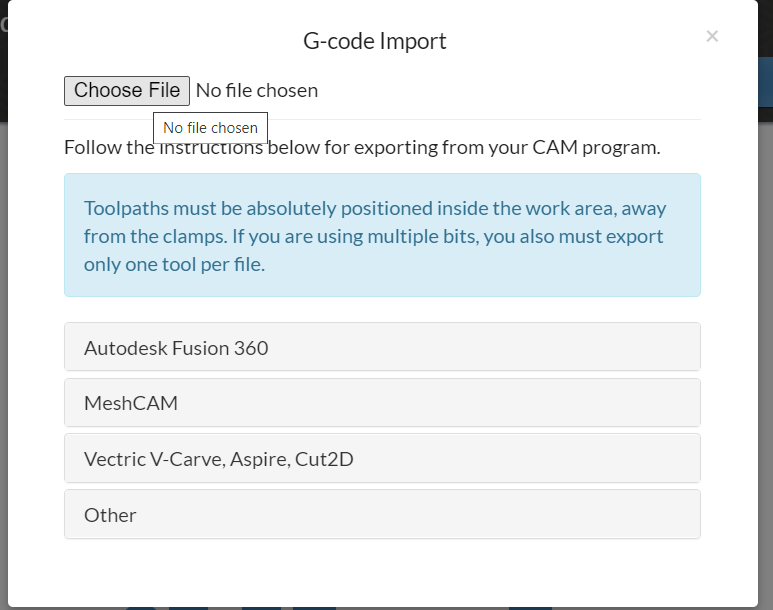 G-code Import
×
Choose File No file chosen
No file chosen
Follow the instructions below for exporting from your CAM program.
Toolpaths must be absolutely positioned inside the work area, away
from the clamps. If you are using multiple bits, you also must export
only one tool per file.
Autodesk Fusion 360
MeshCAM
Vectric V-Carve, Aspire, Cut2D
Other